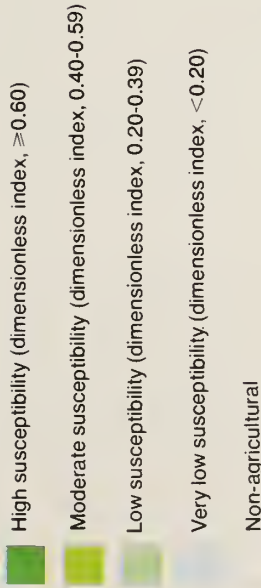 High susceptibility (dimensionless index, ⩾0.60)
Moderate susceptibility (dimensionless index, 0.40-0.59)
Low susceptibility (dimensionless index, 0.20-0.39)
Very low susceptibility (dimensionless index, <0.20)
Non-agricultural